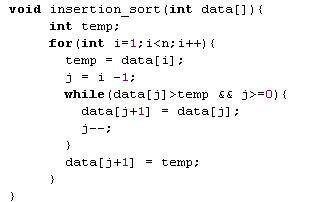 void insertion_sort(int data[]){
int temp;
for(int i=1;i<n;i++){
temp = data[i];
j = i -1;
while(data[j]>temp && j>=0){
data[j+1] = data[j];
j--;
}
data[j+1] = temp;
}
}